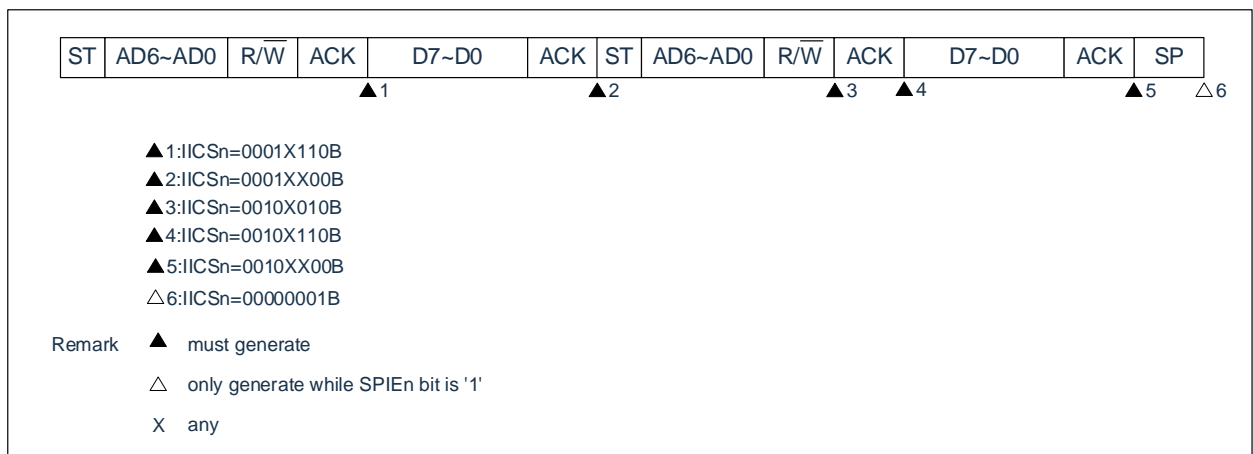 ST AD6~AD0 R/W ACK D7~D0 ACK ST AD6~AD0 R/W ACK D7~D0 ACK SP
▲1 ▲2 ▲3 ▲4 ▲5 △6
▲1:IICSn=0001X110B
▲2:IICSn=0001XX00B
▲3:IICSn=0010X010B
▲4:IICSn=0010X110B
▲5:IICSn=0010XX00B
△6:IICSn=00000001B
Remark ▲ must generate
△ only generate while SPIEn bit is '1'
X any